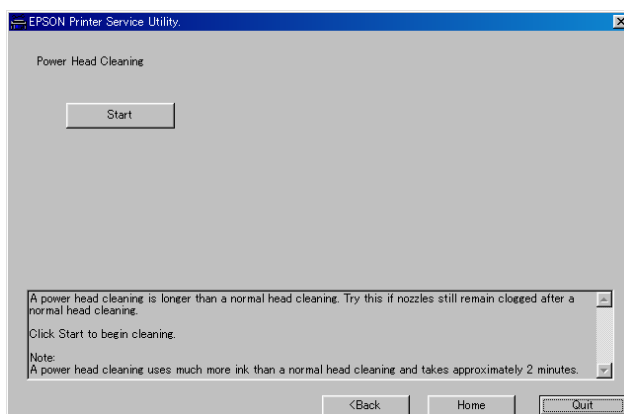 EPSON Printer Service Utility.
Power Head Cleaning
Start
A power head cleaning is longer than a normal head cleaning. Try this if nozzles still remain clogged after a
normal head cleaning.
Click Start to begin cleaning.
Note:
A power head cleaning uses much more ink than a normal head cleaning and takes approximately 2 minutes.
<Back Home Quit